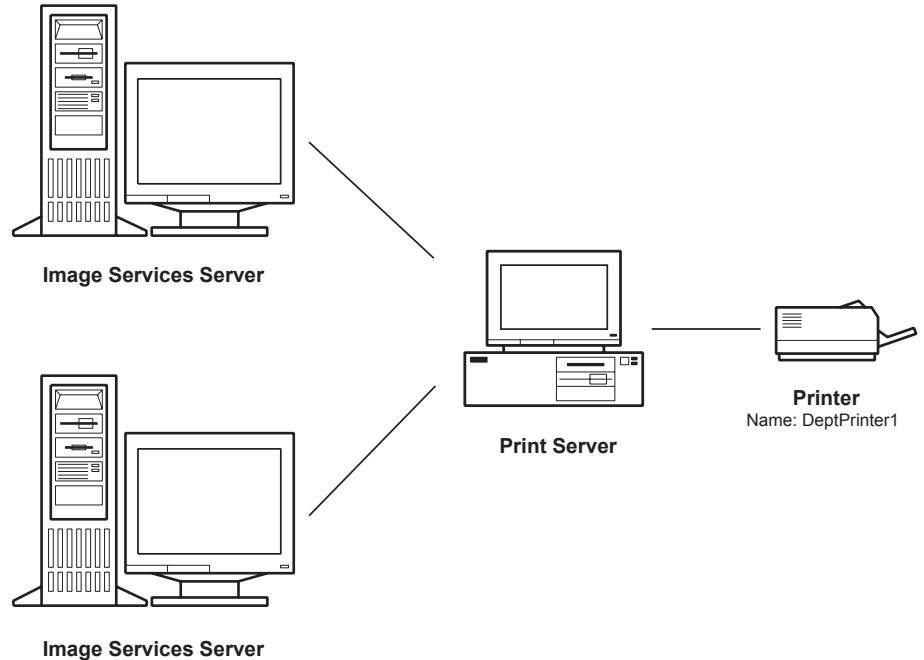 Image Services Server
Print Server
Printer
Name: DeptPrinter1
Image Services Server